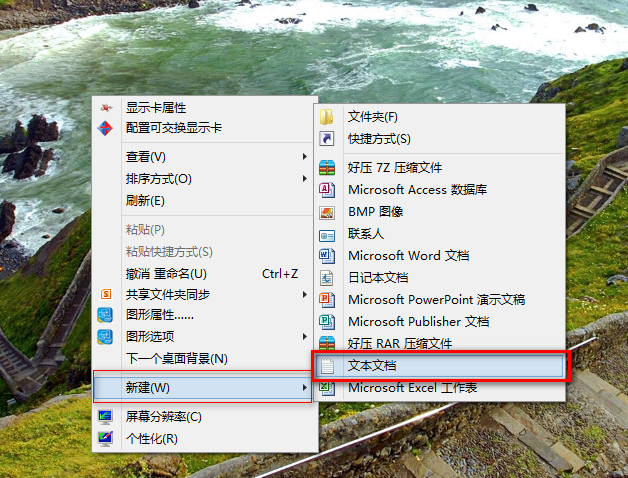 显示卡属性
配置可交换显示卡
查看(V)
排序方式(O)
刷新(E)
粘贴(P)
粘贴快捷方式(S)
撤消 重命名(U) Ctrl+Z
共享文件夹同步
图形属性……
图形选项
下一个桌面背景(N)
新建(W)
屏幕分辨率(C)
个性化(R)
文件夹(F)
快捷方式(S)
好压 7Z 压缩文件
Microsoft Access 数据库
BMP 图像
联系人
Microsoft Word 文档
日记本文档
Microsoft PowerPoint 演示文稿
Microsoft Publisher 文档
好压 RAR 压缩文件
文本文档
Microsoft Excel 工作表